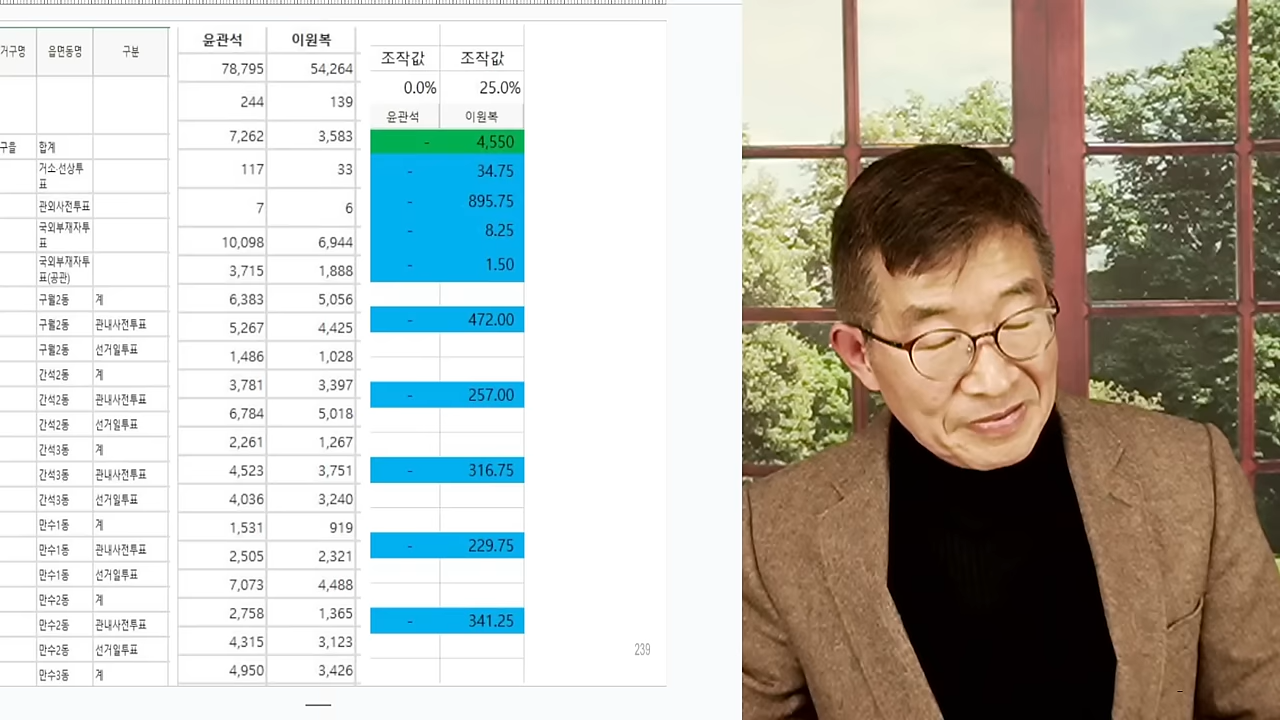 거구명 읍면동명 구분
구을 합계
거소·선상투
표
관외사전투표
국외부재자투
표
국외부재자투
표(공관)
구월2동 계
구월2동 관내사전투표
구월2동 선거일투표
간석2동 계
간석2동 관내사전투표
간석2동 선거일투표
간석3동 계
간석3동 관내사전투표
간석3동 선거일투표
만수1동 계
만수1동 관내사전투표
만수1동 선거일투표
만수2동 계
만수2동 관내사전투표
만수2동 선거일투표
만수3동 계
윤관석 이원복
78,795 54,264
244 139
7,262 3,583
117 33
7 6
10,098 6,944
3,715 1,888
6,383 5,056
5,267 4,425
1,486 1,028
3,781 3,397
6,784 5,018
2,261 1,267
4,523 3,751
4,036 3,240
1,531 919
2,505 2,321
7,073 4,488
2,758 1,365
4,315 3,123
4,950 3,426
조작값 조작값
0.0% 25.0%
윤관석 이원복
- 4,550
- 34.75
- 895.75
- 8.25
- 1.50
- 472.00
- 257.00
- 316.75
- 229.75
- 341.25
239